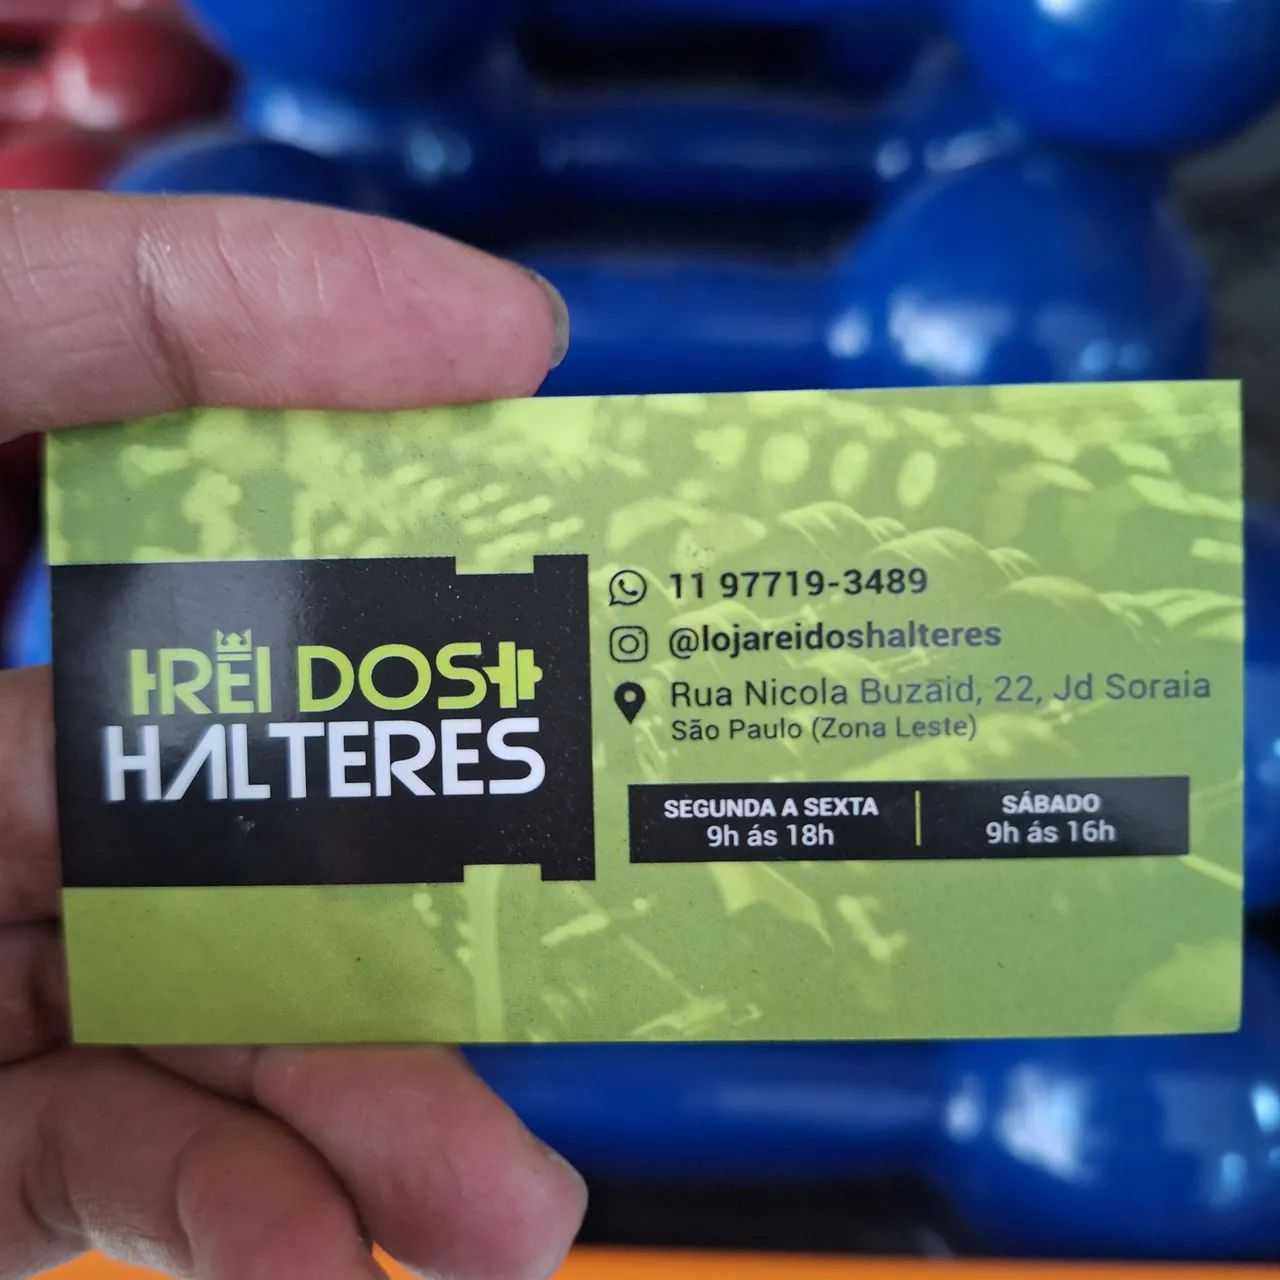 REI DOS
HALTERES
11 97719-3489
@lojareidoshalteres
Rua Nicola Buzaid, 22, Jd Soraia
São Paulo (Zona Leste)
SEGUNDA A SEXTA
9h ás 18h
SÁBADO
9h ás 16h